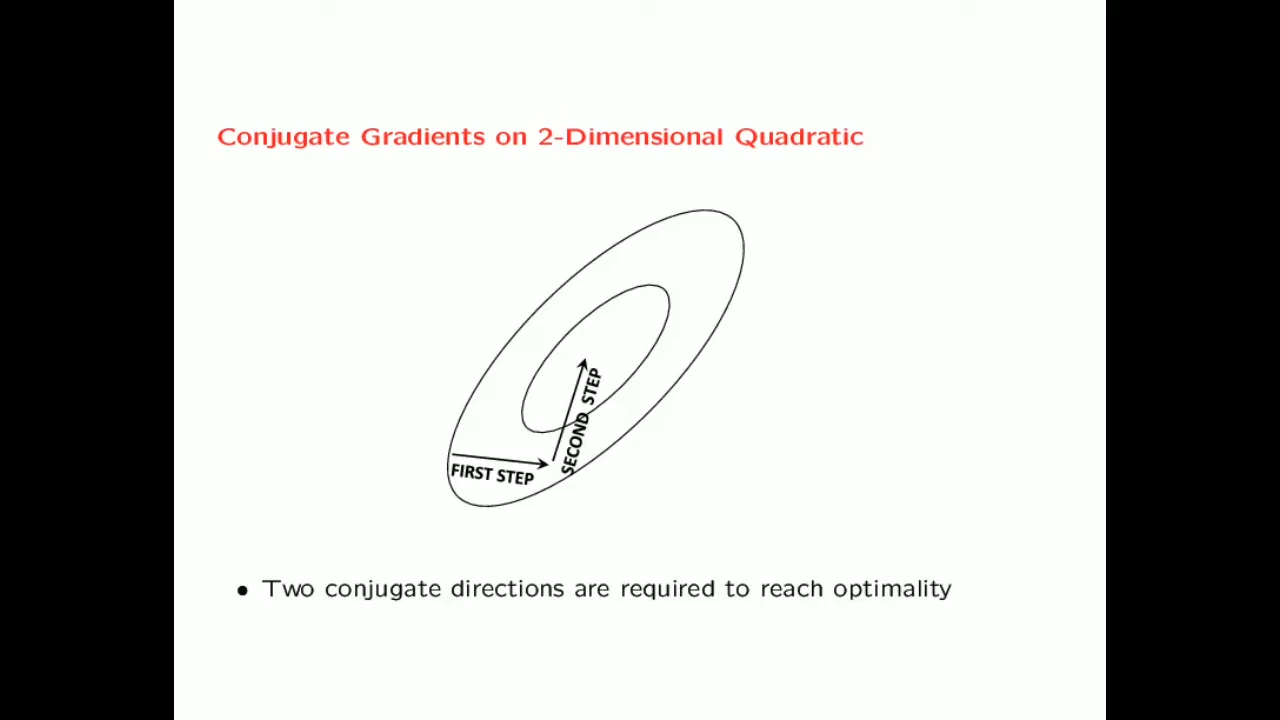 Conjugate Gradients on 2-Dimensional Quadratic
SECOND STEP
FIRST STEP
• Two conjugate directions are required to reach optimality